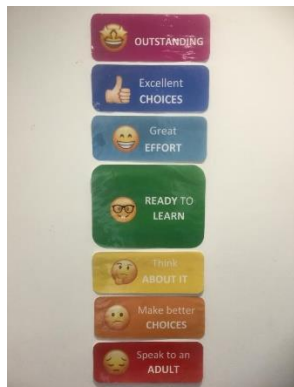 OUTSTANDING
Excellent
CHOICES
Great
EFFORT
READY TO
LEARN
Think
ABOUT IT
Make better
CHOICES
Speak to an
ADULT